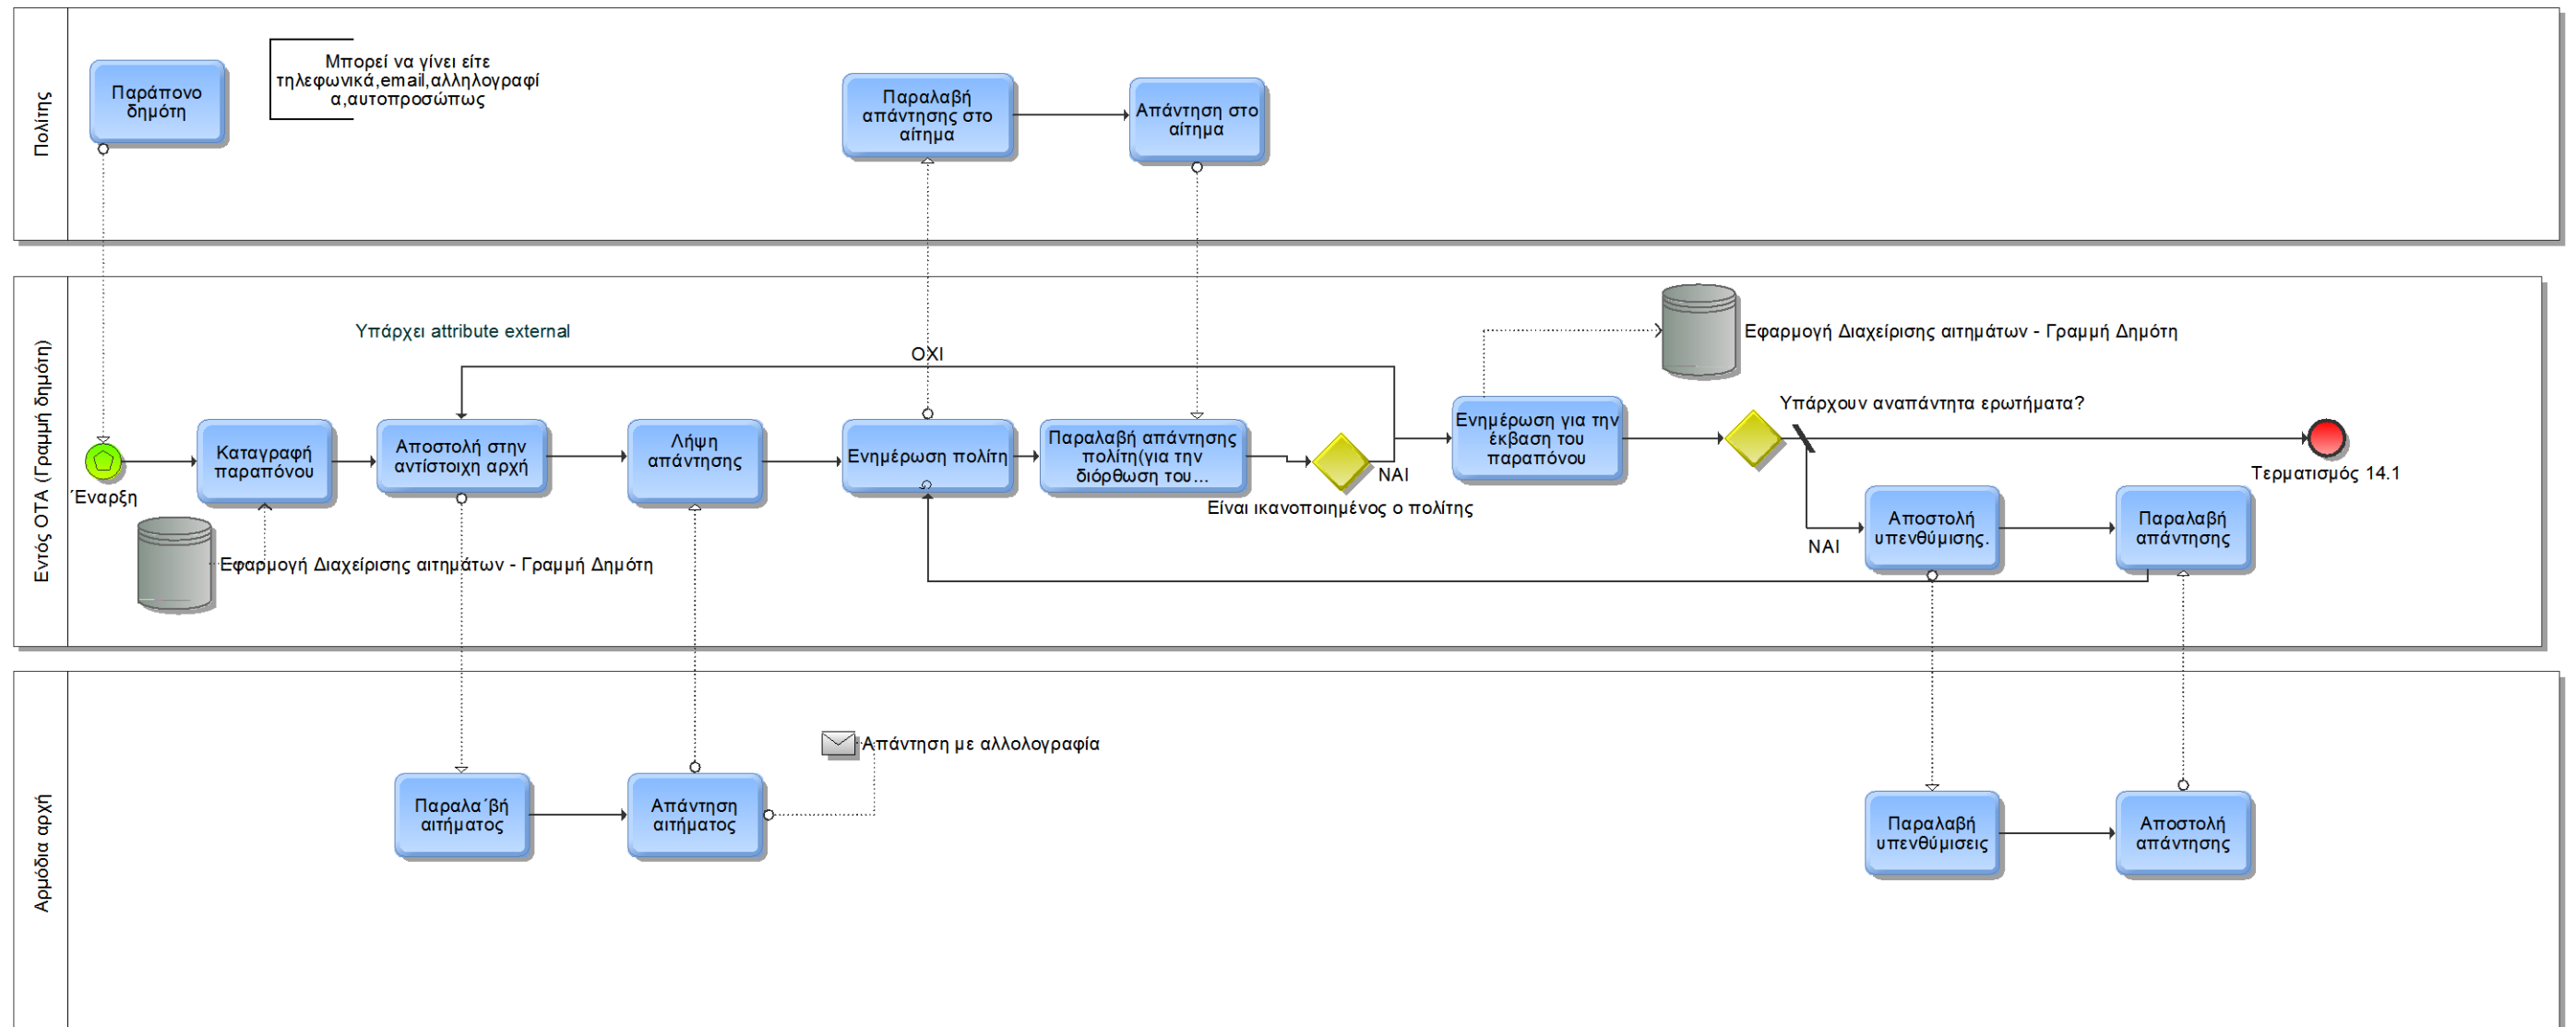 Πολίτης
Παράπονο
δημότη
Μπορεί να γίνει είτε
τηλεφωνικά,email,αλληλογραφί
α,αυτοπροσώπως
Παραλαβή
απάντησης στο
αίτημα
Απάντηση στο
αίτημα
Εντός ΟΤΑ (Γραμμή δημότη)
Υπάρχει attribute external
ΟΧΙ
Εφαρμογή Διαχείρισης αιτημάτων - Γραμμή Δημότη
Έναρξη
Καταγραφή
παραπόνου
Αποστολή στην
αντίστοιχη αρχή
Λήψη
απάντησης
Ενημέρωση πολίτη
Παραλαβή απάντησης
πολίτη(για την
διόρθωση του...
ΝΑΙ
Είναι ικανοποιημένος ο πολίτης
Ενημέρωση για την
έκβαση του
παραπόνου
Υπάρχουν αναπάντητα ερωτήματα?
Τερματισμός 14.1
ΝΑΙ
Αποστολή
υπενθύμισης.
Παραλαβή
απάντησης
Εφαρμογή Διαχείρισης αιτημάτων - Γραμμή Δημότη
Αρμόδια αρχή
Απάντηση με αλλολογραφία
Παραλα΄βή
αιτήματος
Απάντηση
αιτήματος
Παραλαβή
υπενθύμισεις
Αποστολή
απάντησης